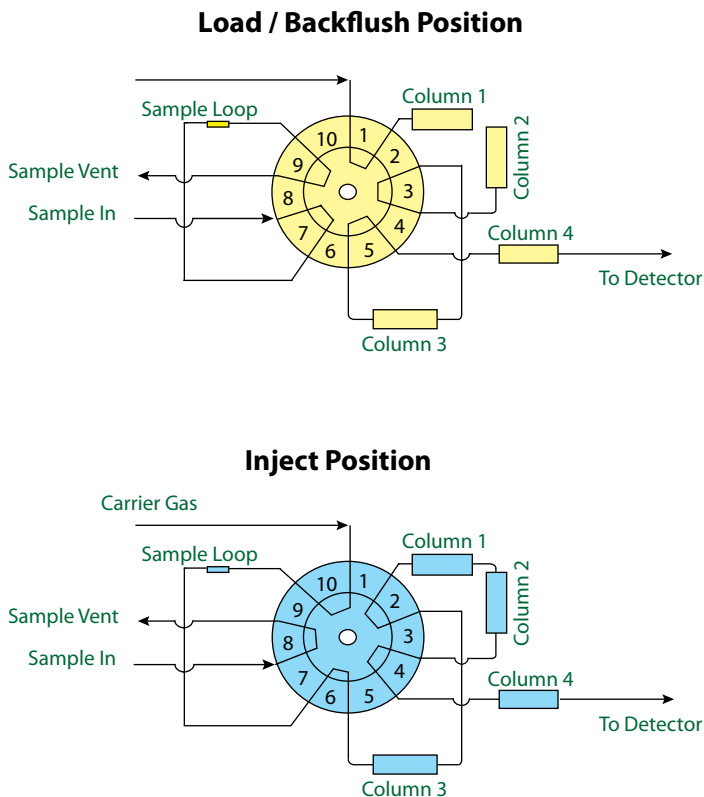 Load / Backflush Position
Column 1
Sample Loop
Column 2
10
1
2
3
4
5
6
7
8
9
Sample Vent
Sample In
Column 4
To Detector
Column 3
Inject Position
Carrier Gas
Column 1
Sample Loop
Column 2
10
1
2
3
4
5
6
7
8
9
Sample Vent
Sample In
Column 4
To Detector
Column 3